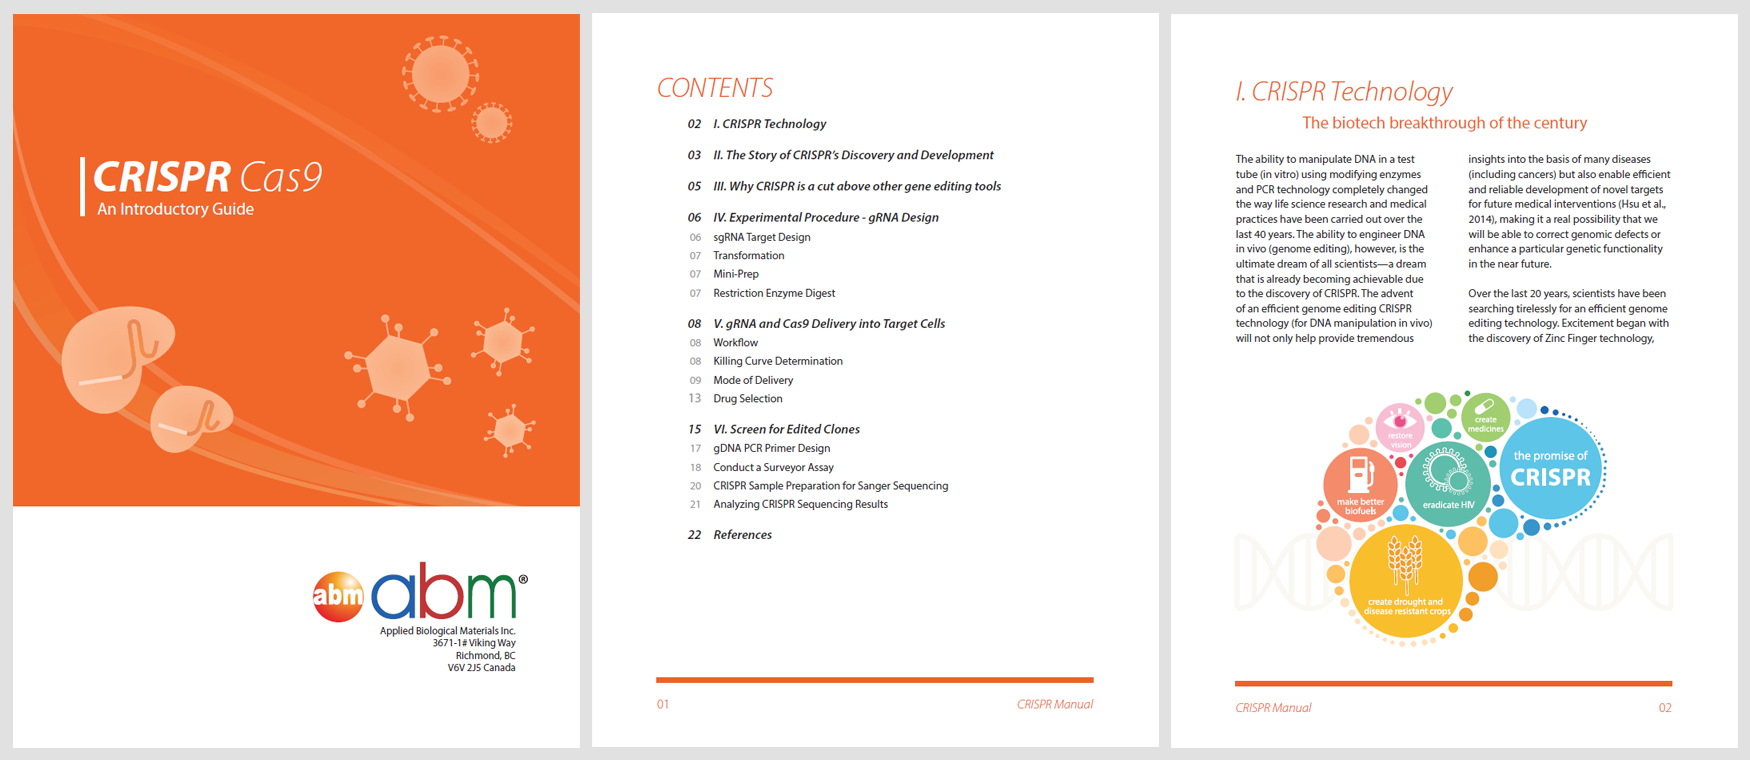 CRISPR Cas9
An Introductory Guide
abm abm®
Applied Biological Materials Inc.
3671-1# Viking Way
Richmond, BC
V6V 2J5 Canada
CONTENTS
02 I. CRISPR Technology
03 II. The Story of CRISPR's Discovery and Development
05 III. Why CRISPR is a cut above other gene editing tools
06 IV. Experimental Procedure - gRNA Design
06 sgRNA Target Design
07 Transformation
07 Mini-Prep
07 Restriction Enzyme Digest
08 V. gRNA and Cas9 Delivery into Target Cells
08 Workflow
08 Killing Curve Determination
09 Mode of Delivery
13 Drug Selection
15 VI. Screen for Edited Clones
17 gDNA PCR Primer Design
18 Conduct a Surveyor Assay
20 CRISPR Sample Preparation for Sanger Sequencing
21 Analyzing CRISPR Sequencing Results
22 References
01 CRISPR Manual
I. CRISPR Technology
The biotech breakthrough of the century
The ability to manipulate DNA in a test
tube (in vitro) using modifying enzymes
and PCR technology completely changed
the way life science research and medical
practices have been carried out over the
last 40 years. The ability to engineer DNA
in vivo (genome editing), however, is the
ultimate dream of all scientists—a dream
that is already becoming achievable due
to the discovery of CRISPR. The advent
of an efficient genome editing CRISPR
technology (for DNA manipulation in vivo)
will not only help provide tremendous
insights into the basis of many diseases
(including cancers) but also enable efficient
and reliable development of novel targets
for future medical interventions (Hsu et al.,
2014), making it a real possibility that we
will be able to correct genomic defects or
enhance a particular genetic functionality
in the near future.
Over the last 20 years, scientists have been
searching tirelessly for an efficient genome
editing technology. Excitement began with
the discovery of Zinc Finger technology,
restore
vision
create
medicines
the promise of
CRISPR
make better
biofuels
eradicate HIV
create drought and
disease resistant crops
CRISPR Manual 02